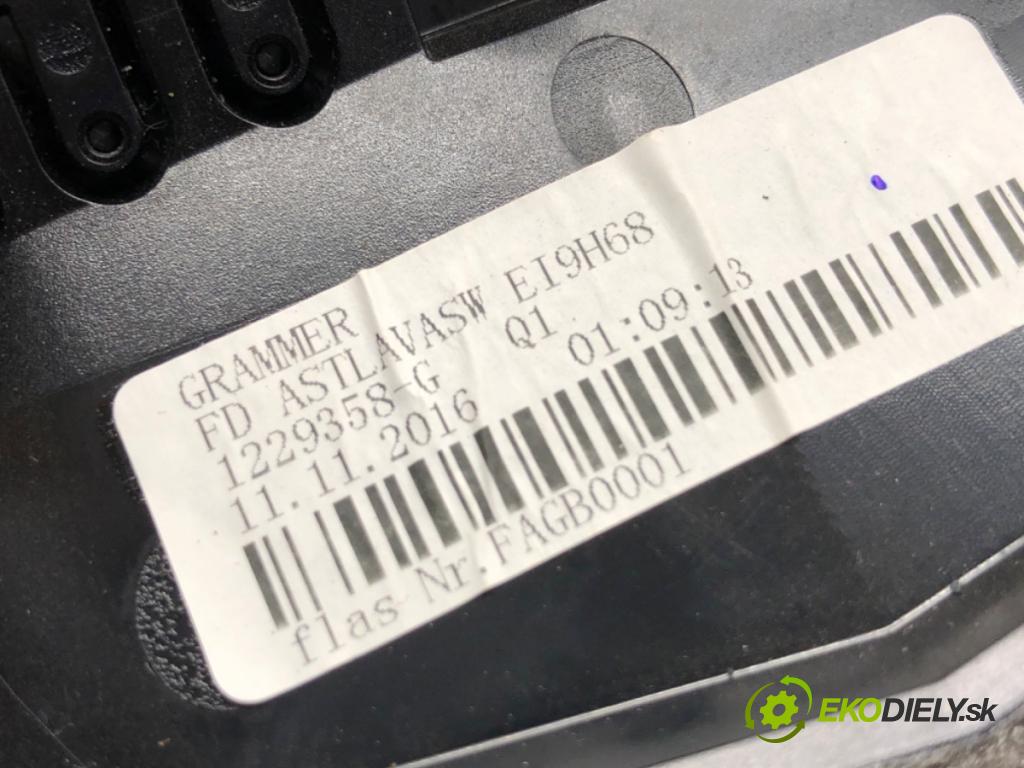 GRAMMER
FD ASTLAVASW EI9H68
1229358-G Q1
11.11.2016 01:09:13
flas-Nr.FAGB0001
EKODIELY.sk